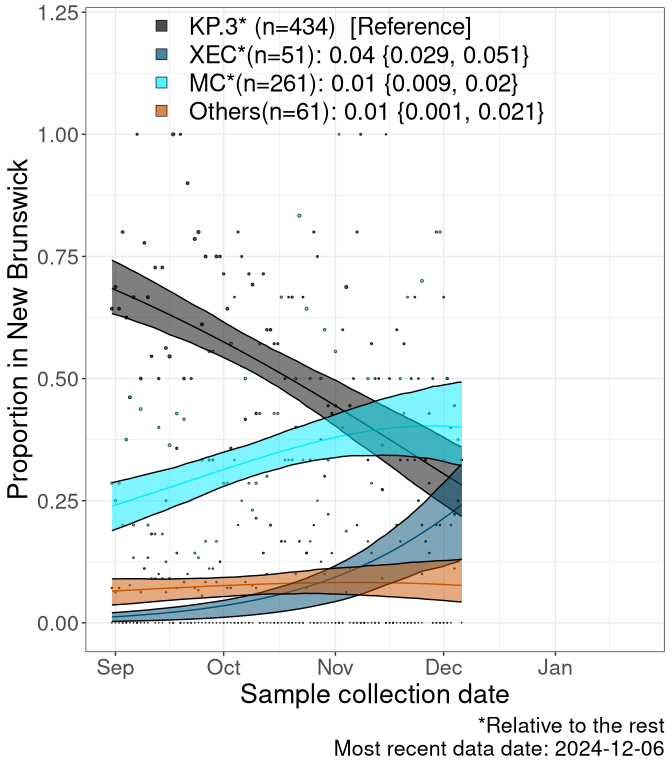 KP.3* (n=434)  [Reference]
XEC*(n=51): 0.04 {0.029, 0.051}
MC*(n=261): 0.01 {0.009, 0.02}
Others(n=61): 0.01 {0.001, 0.021}
Proportion in New Brunswick
1.25
1.00
0.75
0.50
0.25
0.00
Sep Oct Nov Dec Jan
Sample collection date
*Relative to the rest
Most recent data date: 2024-12-06